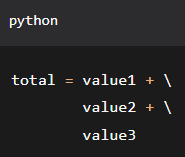 python
total = value1 + \
        value2 + \
        value3